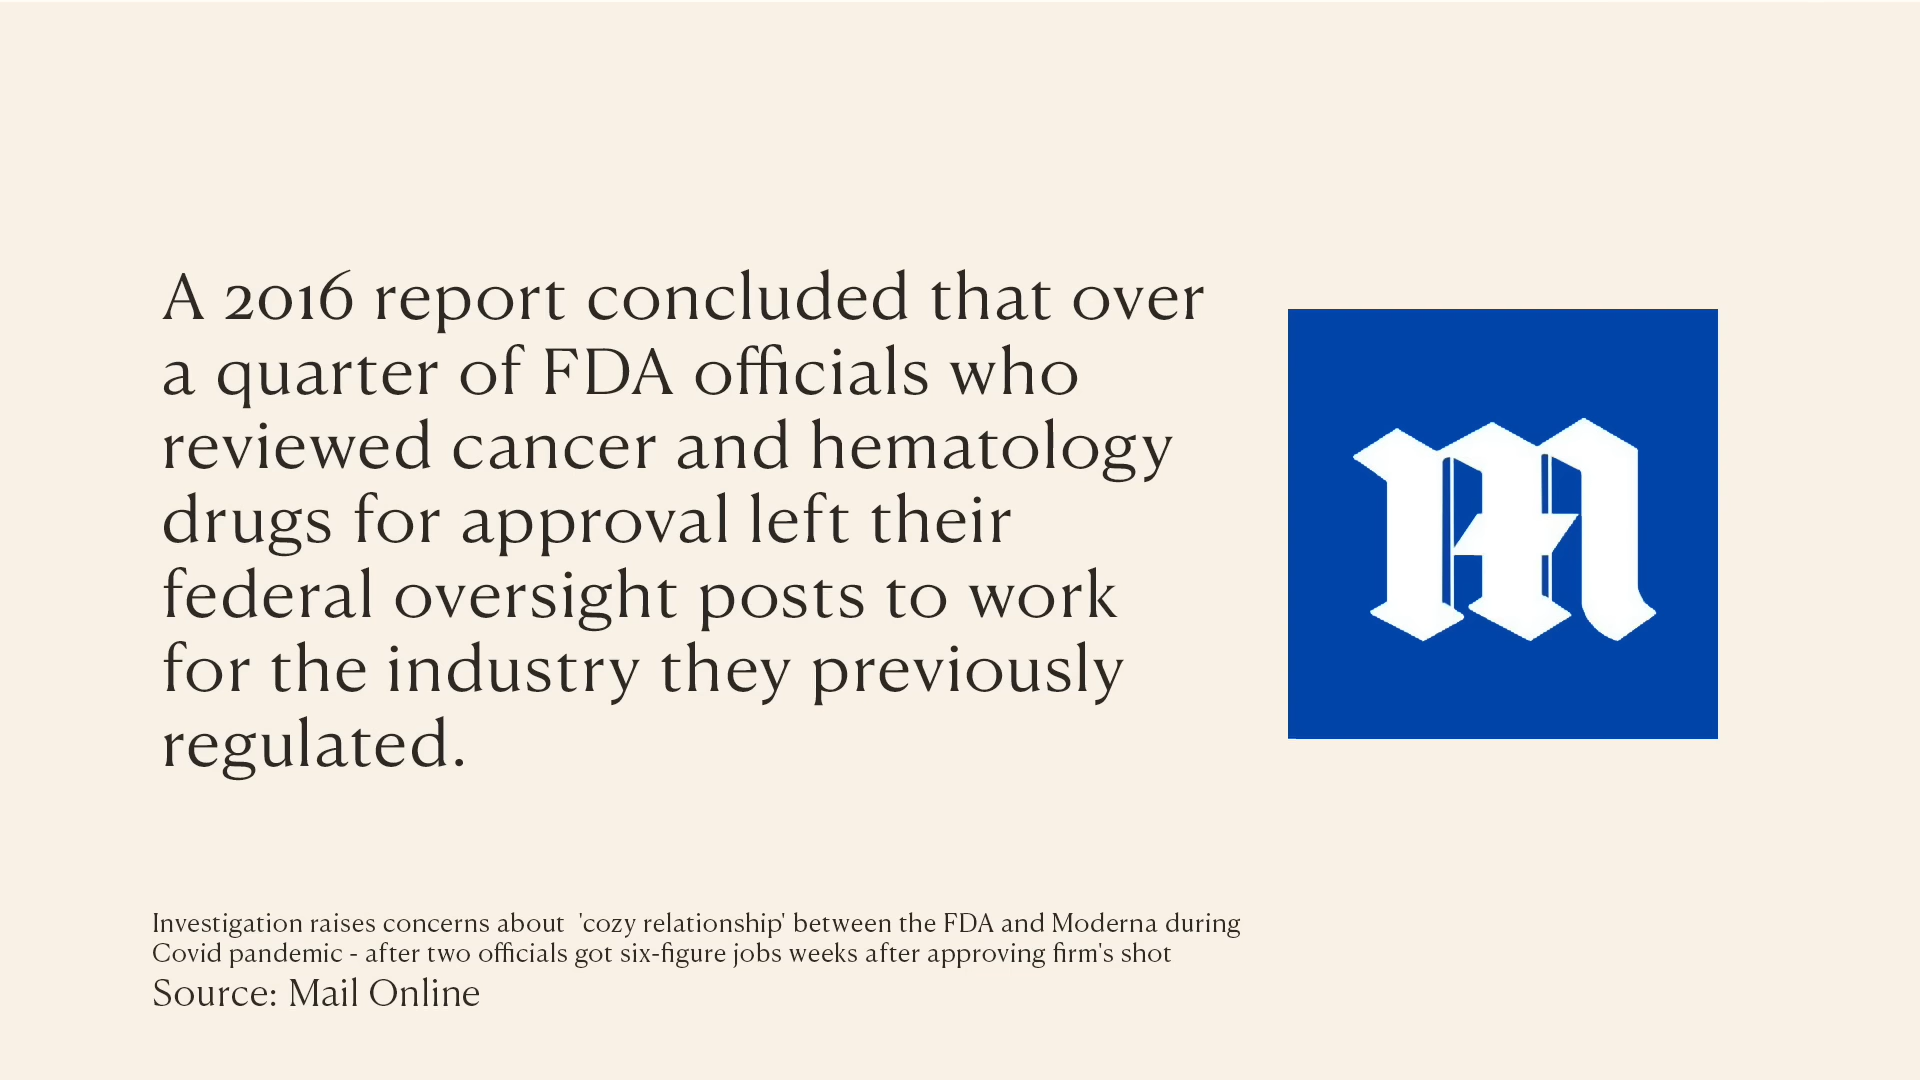 A 2016 report concluded that over
a quarter of FDA officials who
reviewed cancer and hematology
drugs for approval left their
federal oversight posts to work
for the industry they previously
regulated.
m
Investigation raises concerns about  'cozy relationship' between the FDA and Moderna during
Covid pandemic - after two officials got six-figure jobs weeks after approving firm's shot
Source: Mail Online